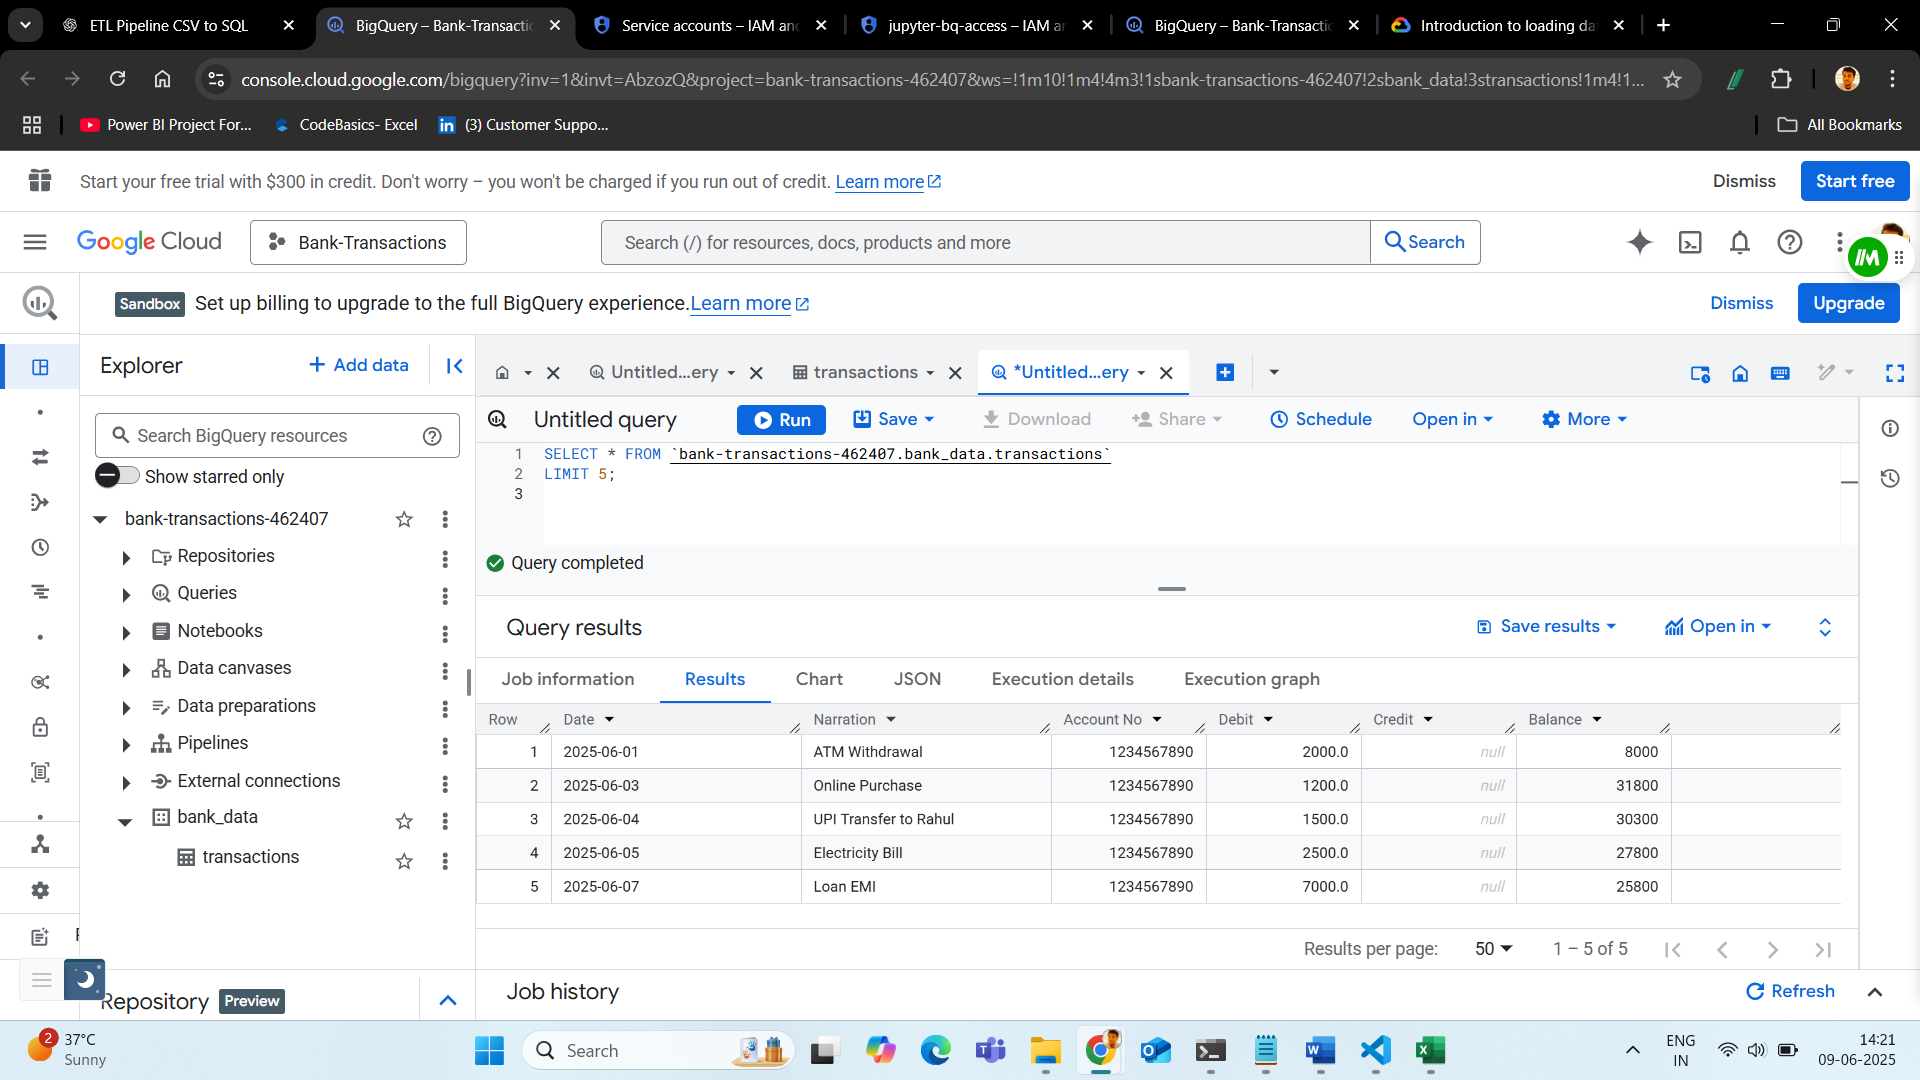 ETL Pipeline CSV to SQL
BigQuery – Bank-Transactic
Service accounts – IAM and
jupyter-bq-access – IAM an
BigQuery – Bank-Transactic
Introduction to loading da
console.cloud.google.com/bigquery?inv=1&invt=AbzozQ&project=bank-transactions-462407&ws=!1m10!1m4!4m3!1sbank-transactions-462407!2sbank_data!3stransactions!1m4!1...
Power BI Project For...
CodeBasics- Excel
(3) Customer Suppo...
All Bookmarks
Start your free trial with $300 in credit. Don't worry – you won't be charged if you run out of credit. Learn more
Dismiss
Start free
Google Cloud
Bank-Transactions
Search (/) for resources, docs, products and more
Search
Sandbox Set up billing to upgrade to the full BigQuery experience. Learn more
Dismiss
Upgrade
Explorer
+ Add data
Untitled...ery
transactions
*Untitled...ery
Search BigQuery resources
Show starred only
bank-transactions-462407
Repositories
Queries
Notebooks
Data canvases
Data preparations
Pipelines
External connections
bank_data
transactions
Repository Preview
Untitled query
Run
Save
Download
Share
Schedule
Open in
More
1 SELECT * FROM `bank-transactions-462407.bank_data.transactions`
2 LIMIT 5;
3
Query completed
Query results
Save results
Open in
Job information
Results
Chart
JSON
Execution details
Execution graph
Row Date Narration Account No Debit Credit Balance
1 2025-06-01 ATM Withdrawal 1234567890 2000.0 null 8000
2 2025-06-03 Online Purchase 1234567890 1200.0 null 31800
3 2025-06-04 UPI Transfer to Rahul 1234567890 1500.0 null 30300
4 2025-06-05 Electricity Bill 1234567890 2500.0 null 27800
5 2025-06-07 Loan EMI 1234567890 7000.0 null 25800
Results per page: 50 1 – 5 of 5
Job history
Refresh
2
37°C
Sunny
Search
ENG
IN
14:21
09-06-2025